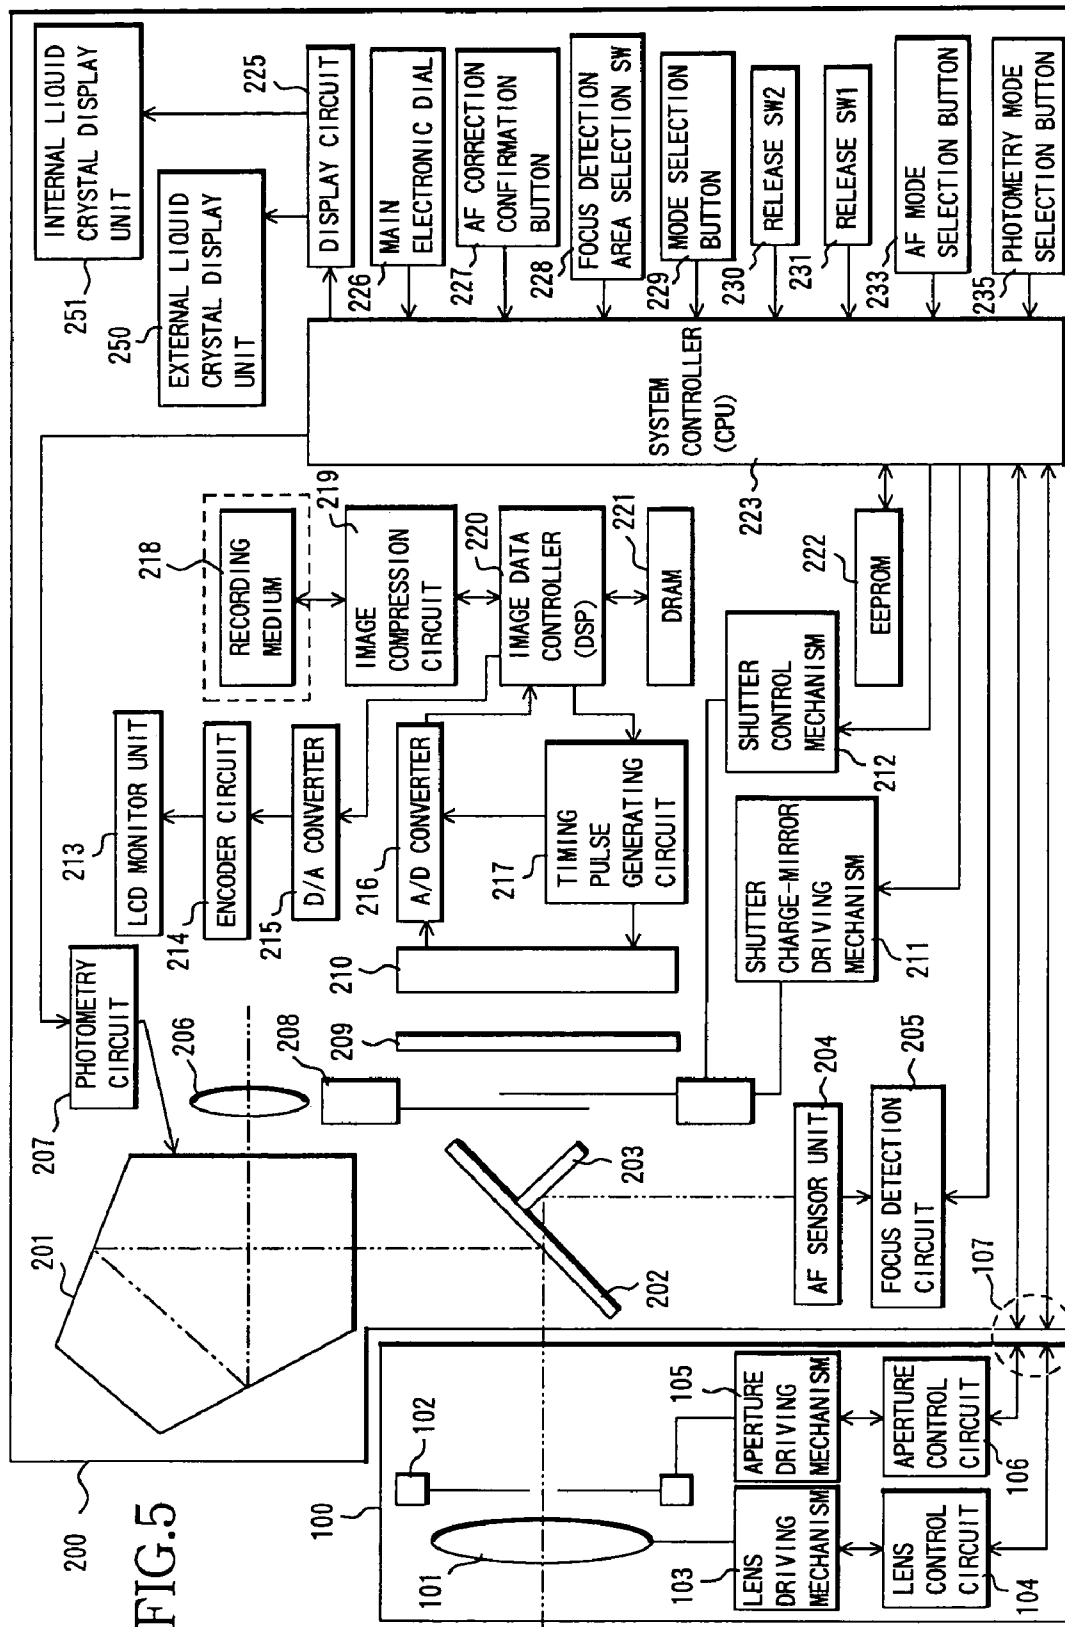 FIG.5
200
201
207
PHOTOMETRY
CIRCUIT
206
208
209
210
203
202
204
AF SENSOR UNIT
205
FOCUS DETECTION
CIRCUIT
213
LCD MONITOR UNIT
214
ENCODER CIRCUIT
215
D/A CONVERTER
216
A/D CONVERTER
217
TIMING
PULSE
GENERATING
CIRCUIT
218
RECORDING
MEDIUM
219
IMAGE
COMPRESSION
CIRCUIT
220
IMAGE DATA
CONTROLLER
(DSP)
221
DRAM
211
SHUTTER
CHARGE-MIRROR
DRIVING
MECHANISM
212
SHUTTER
CONTROL
MECHANISM
222
EEPROM
223
SYSTEM
CONTROLLER
(CPU)
251
INTERNAL LIQUID
CRYSTAL DISPLAY
UNIT
250
EXTERNAL LIQUID
CRYSTAL DISPLAY
UNIT
225
DISPLAY CIRCUIT
226
MAIN
ELECTRONIC DIAL
227
AF CORRECTION
CONFIRMATION
BUTTON
228
FOCUS DETECTION
AREA SELECTION SW
229
MODE SELECTION
BUTTON
230
RELEASE SW2
231
RELEASE SW1
233
AF MODE
SELECTION BUTTON
235
PHOTOMETRY MODE
SELECTION BUTTON
100
101
102
103
LENS
DRIVING
MECHANISM
104
LENS
CONTROL
CIRCUIT
105
APERTURE
DRIVING
MECHANISM
106
APERTURE
CONTROL
CIRCUIT
107